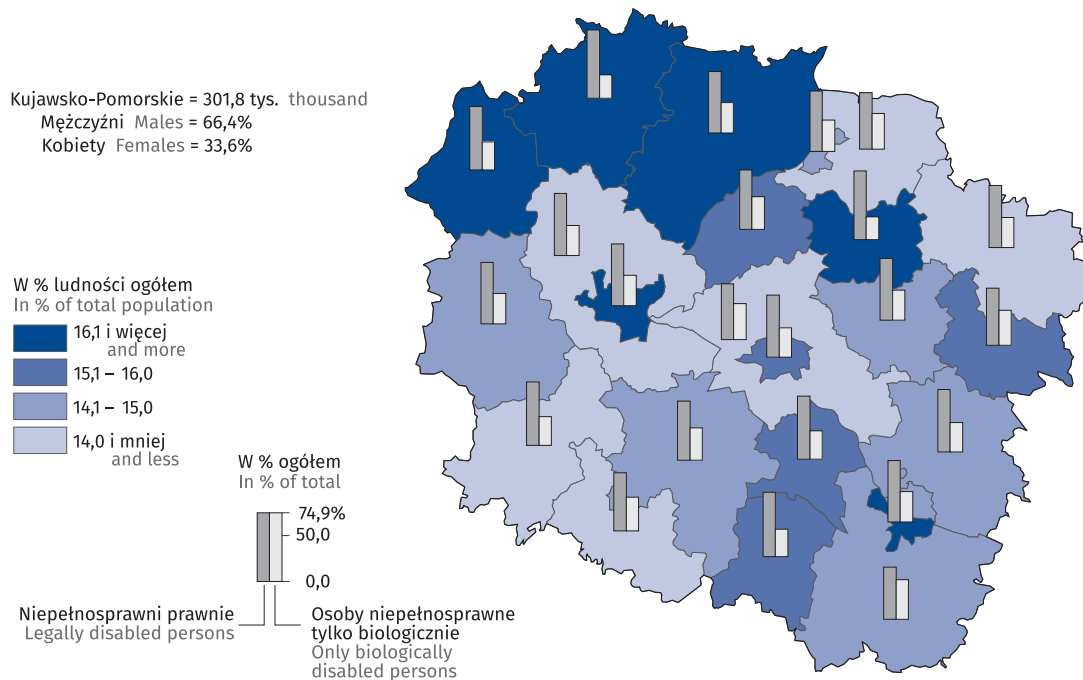 Kujawsko-Pomorskie = 301,8 tys. thousand
Mężczyźni Males = 66,4%
Kobiety Females = 33,6%
W % ludności ogółem
In % of total population
16,1 i więcej
and more
15,1 – 16,0
14,1 – 15,0
14,0 i mniej
and less
W % ogółem
In % of total
74,9%
50,0
0,0
Niepełnosprawni prawnie
Legally disabled persons
Osoby niepełnosprawne
tylko biologicznie
Only biologically
disabled persons